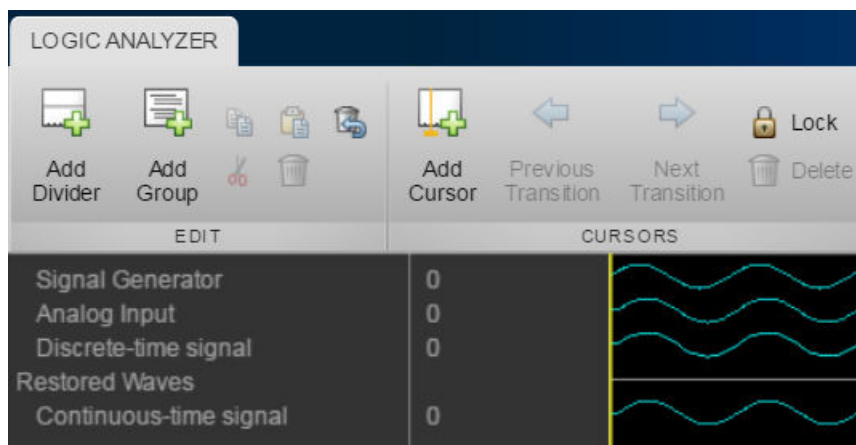 LOGIC ANALYZER
Add Divider
Add Group
Add Cursor
Previous Transition
Next Transition
Lock
Delete
EDIT
CURSORS
Signal Generator 0
Analog Input 0
Discrete-time signal 0
Restored Waves
Continuous-time signal 0